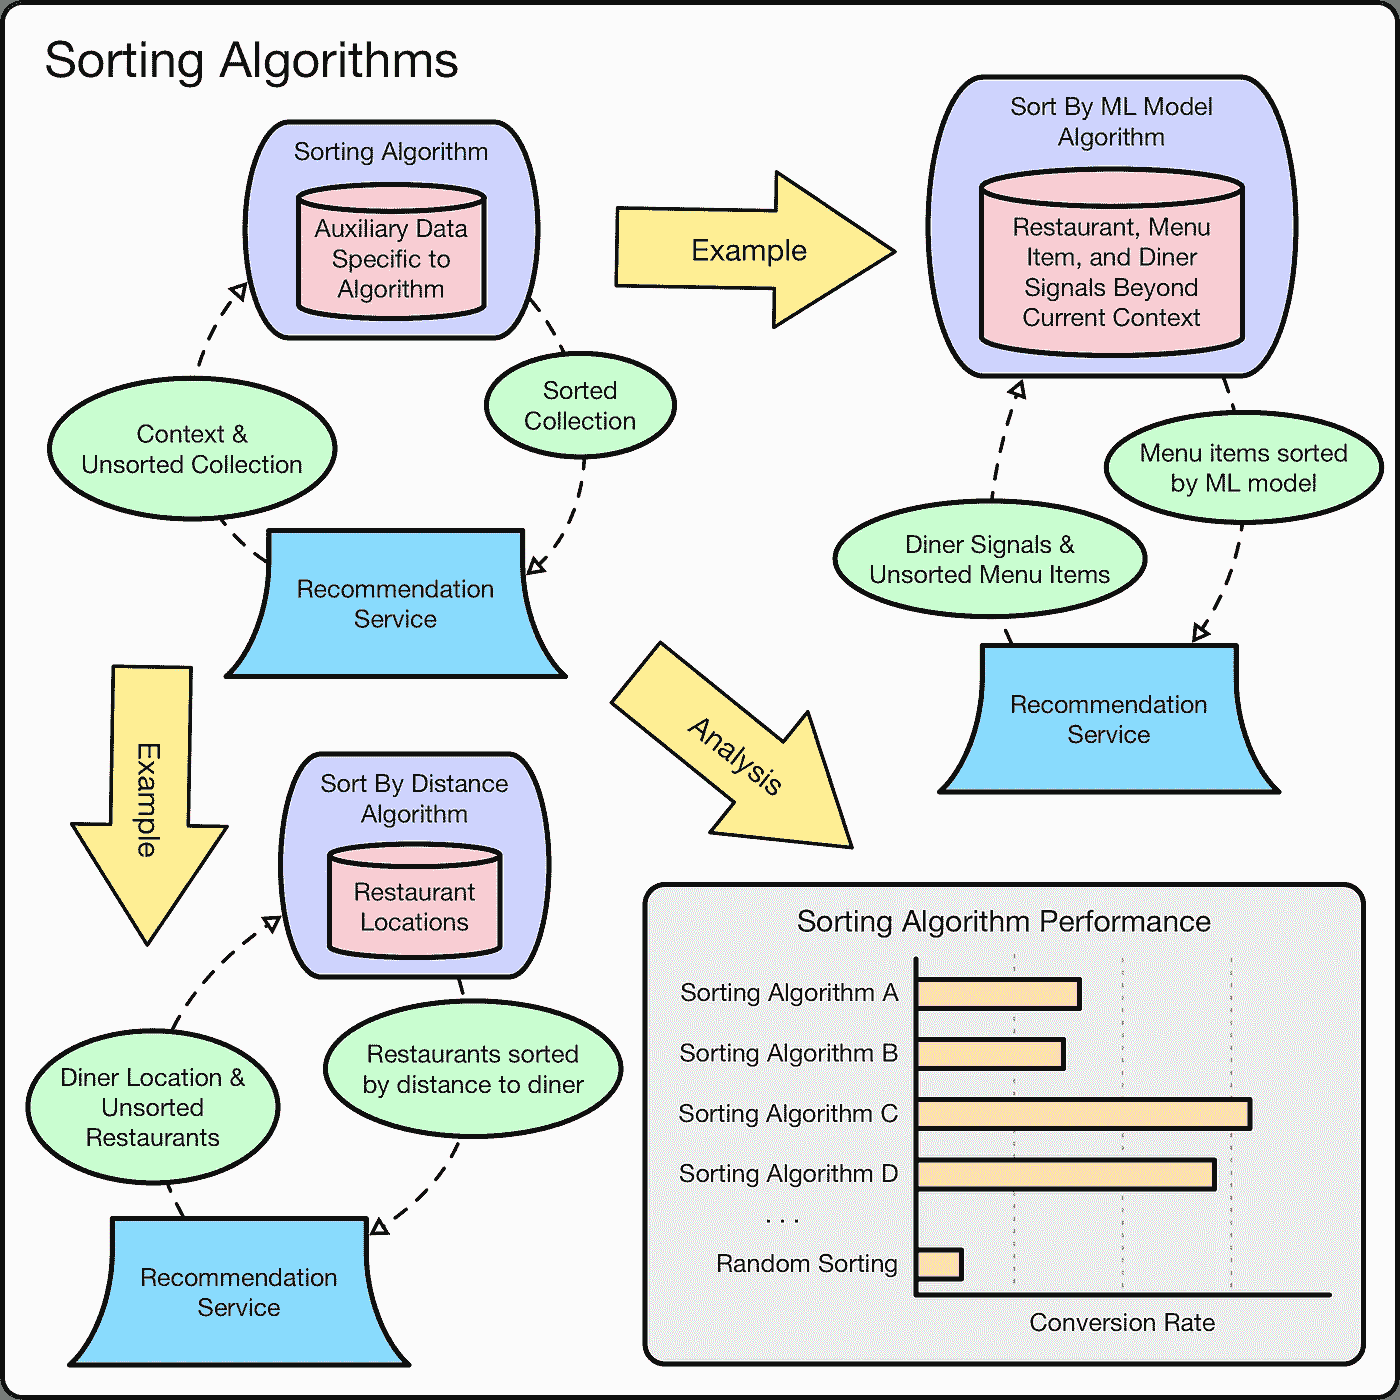 Sorting Algorithms
Sorting Algorithm
Auxiliary Data
Specific to
Algorithm
Context &
Unsorted Collection
Sorted
Collection
Recommendation
Service
Example
Sort By ML Model
Algorithm
Restaurant, Menu
Item, and Diner
Signals Beyond
Current Context
Menu items sorted
by ML model
Diner Signals &
Unsorted Menu Items
Recommendation
Service
Example
Sort By Distance
Algorithm
Restaurant
Locations
Diner Location &
Unsorted
Restaurants
Restaurants sorted
by distance to diner
Recommendation
Service
Analysis
Sorting Algorithm Performance
Sorting Algorithm A
Sorting Algorithm B
Sorting Algorithm C
Sorting Algorithm D
. . .
Random Sorting
Conversion Rate